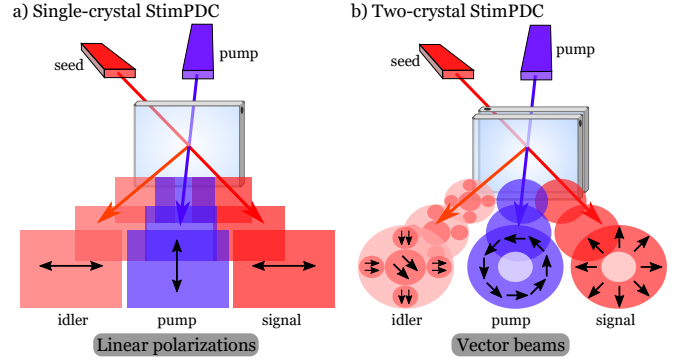 a) Single-crystal StimPDC
seed
pump
idler
pump
signal
Linear polarizations
b) Two-crystal StimPDC
seed
pump
idler
pump
signal
Vector beams